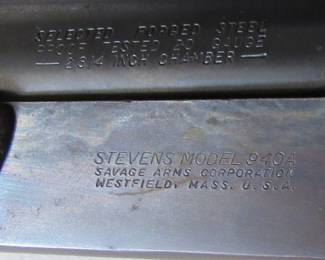 SELECTED FORGED STEEL
PROOF TESTED 20 GAUGE
— 2 3/4 INCH CHAMBER —
STEVENS MODEL 940A
SAVAGE ARMS CORPORATION
WESTFIELD, MASS. U.S.A.